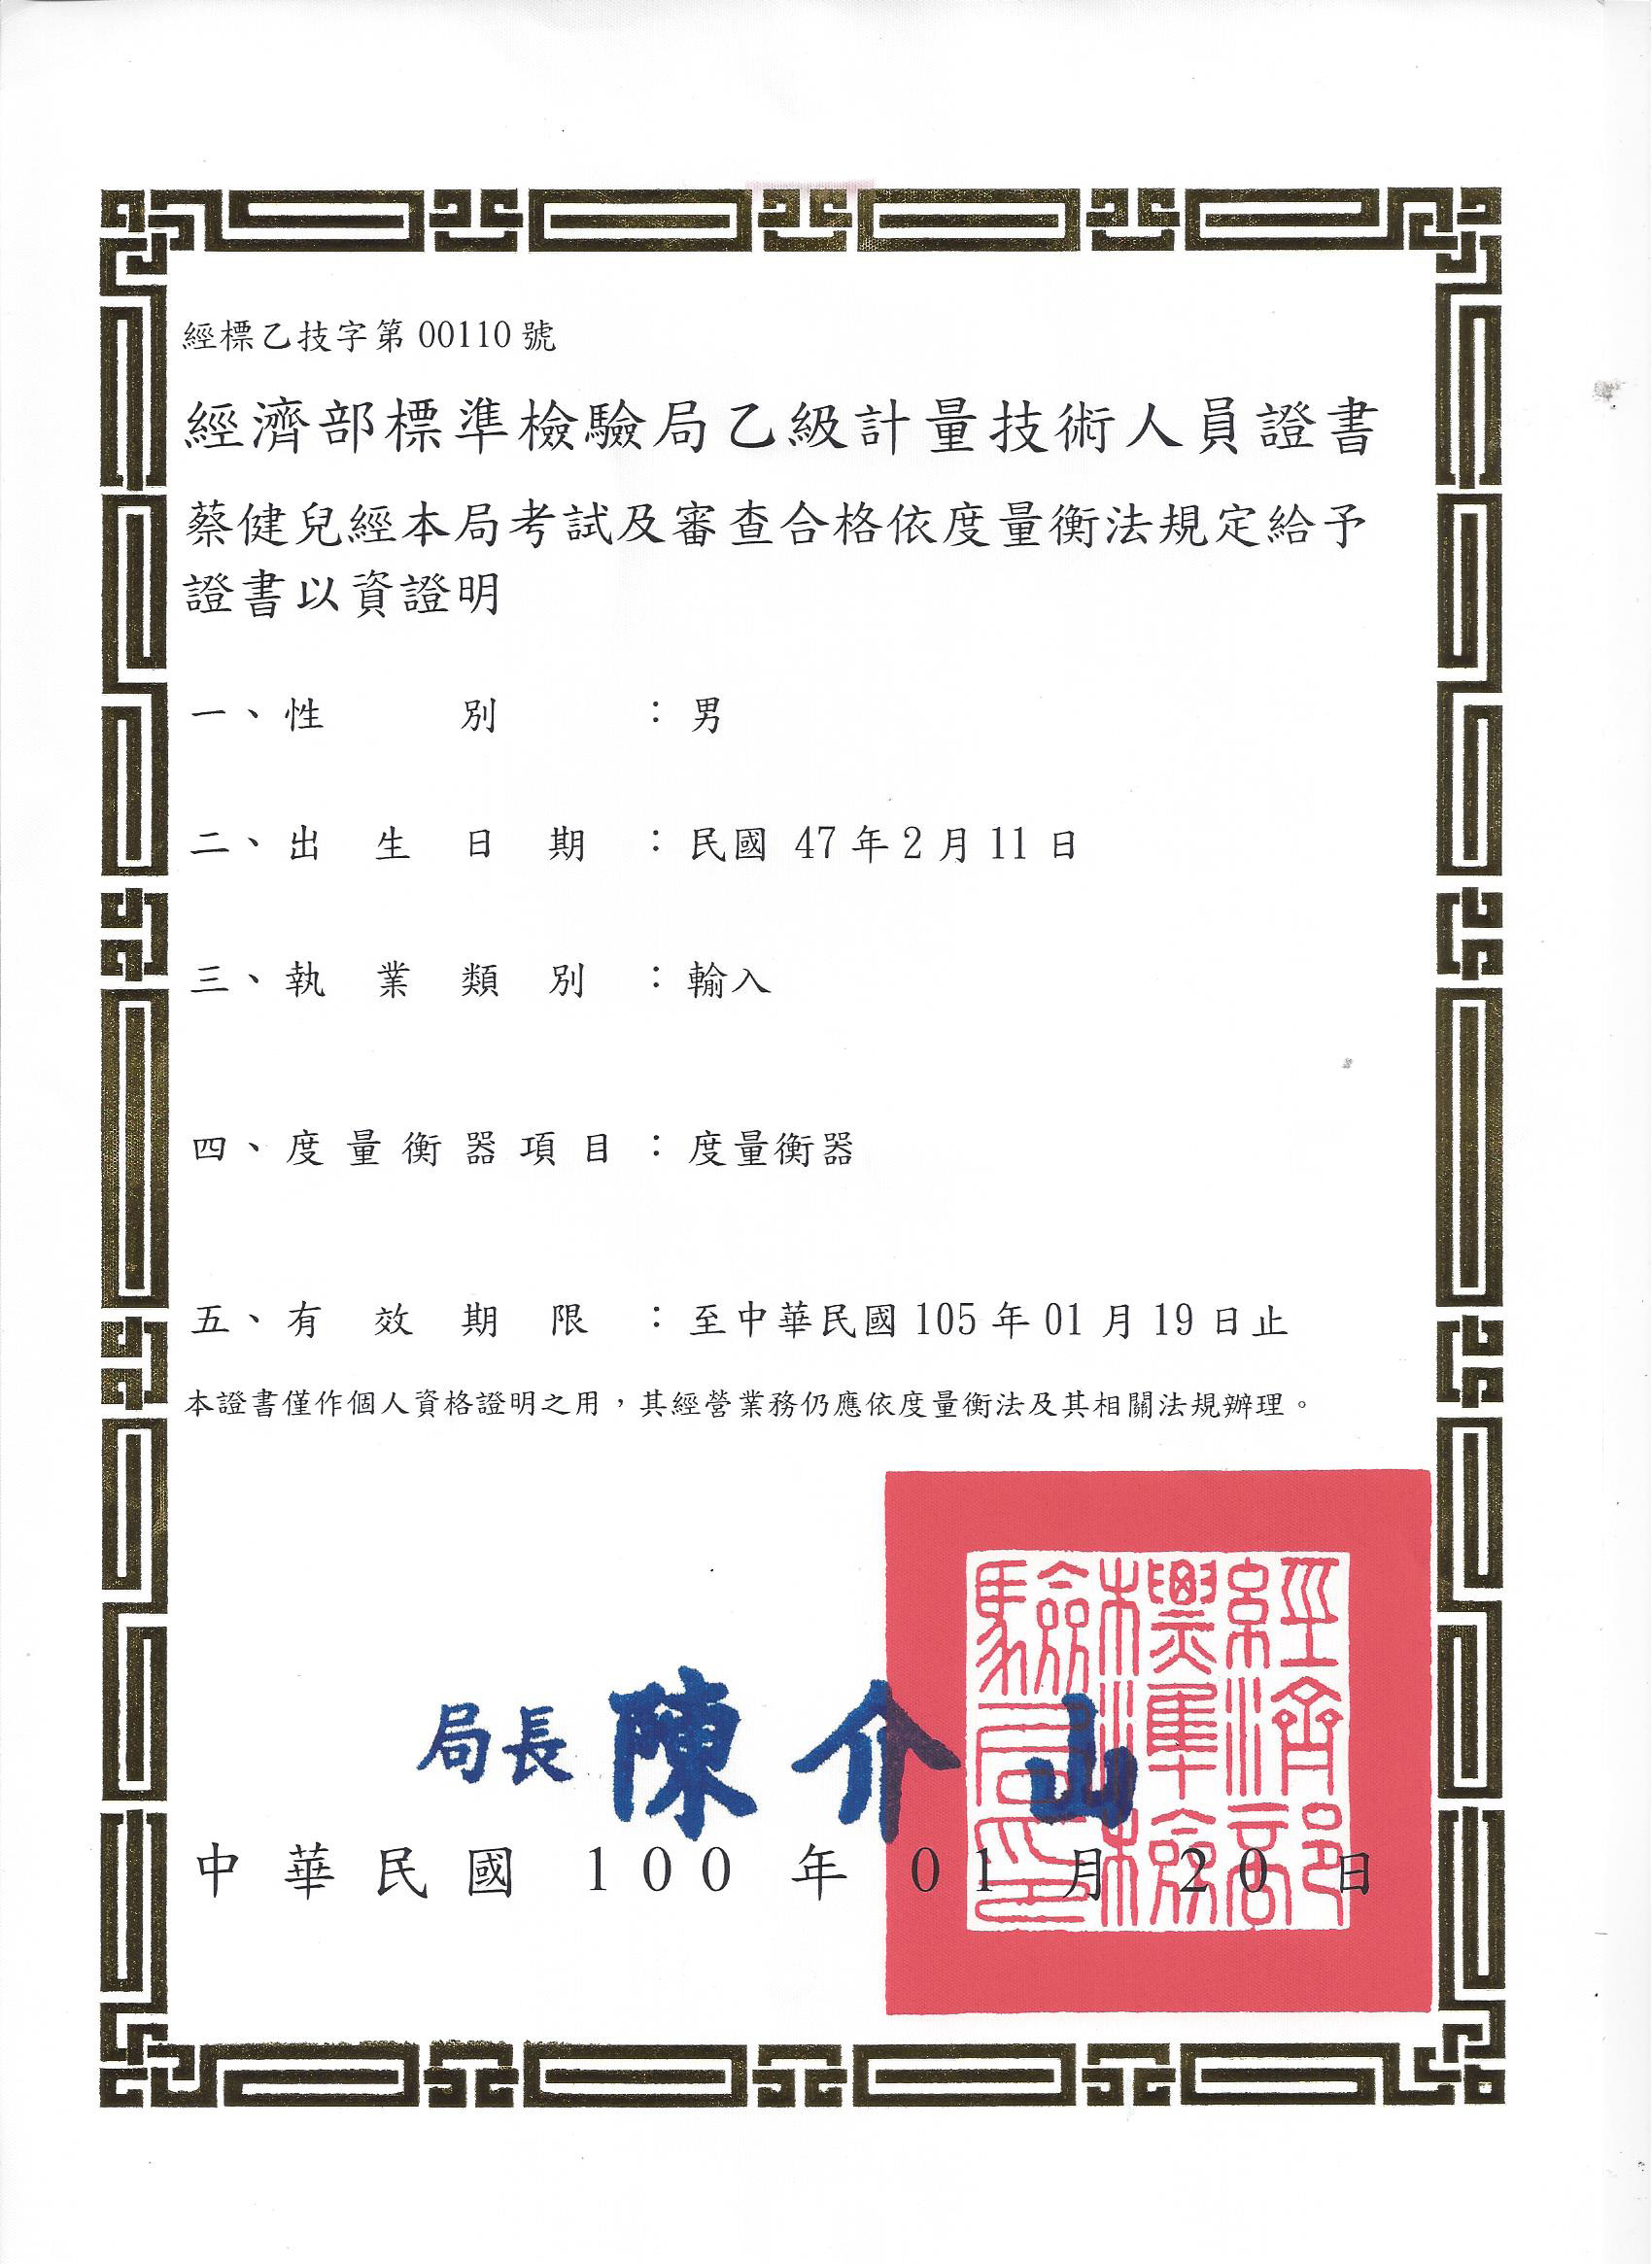 經標乙技字第 00110 號
經濟部標準檢驗局乙級計量技術人員證書
蔡健兒經本局考試及審查合格依度量衡法規定給予
證書以資證明
一、性別：男
二、出生日期：民國 47 年 2 月 11 日
三、執業類別：輸入
四、度量衡器項目：度量衡器
五、有效期限：至中華民國 105 年 01 月 19 日止
本證書僅作個人資格證明之用，其經營業務仍應依度量衡法及其相關法規辦理。
經濟部
標準檢
驗局印
局長 陳介山
中華民國 100 年 01 月 20 日